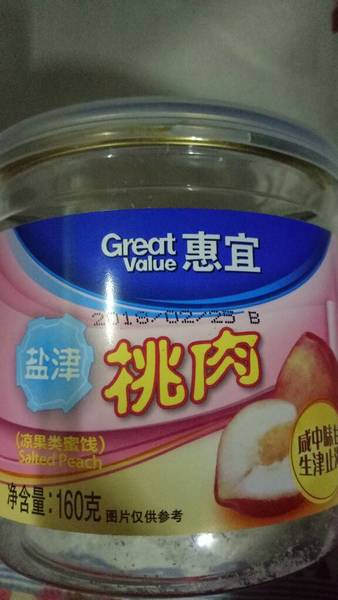 Great
Value
惠宜
2018/02/25 B
盐津
桃肉
(凉果类蜜饯)
Salted Peach
咸中味甘
生津止渴
净含量:160克
图片仅供参考